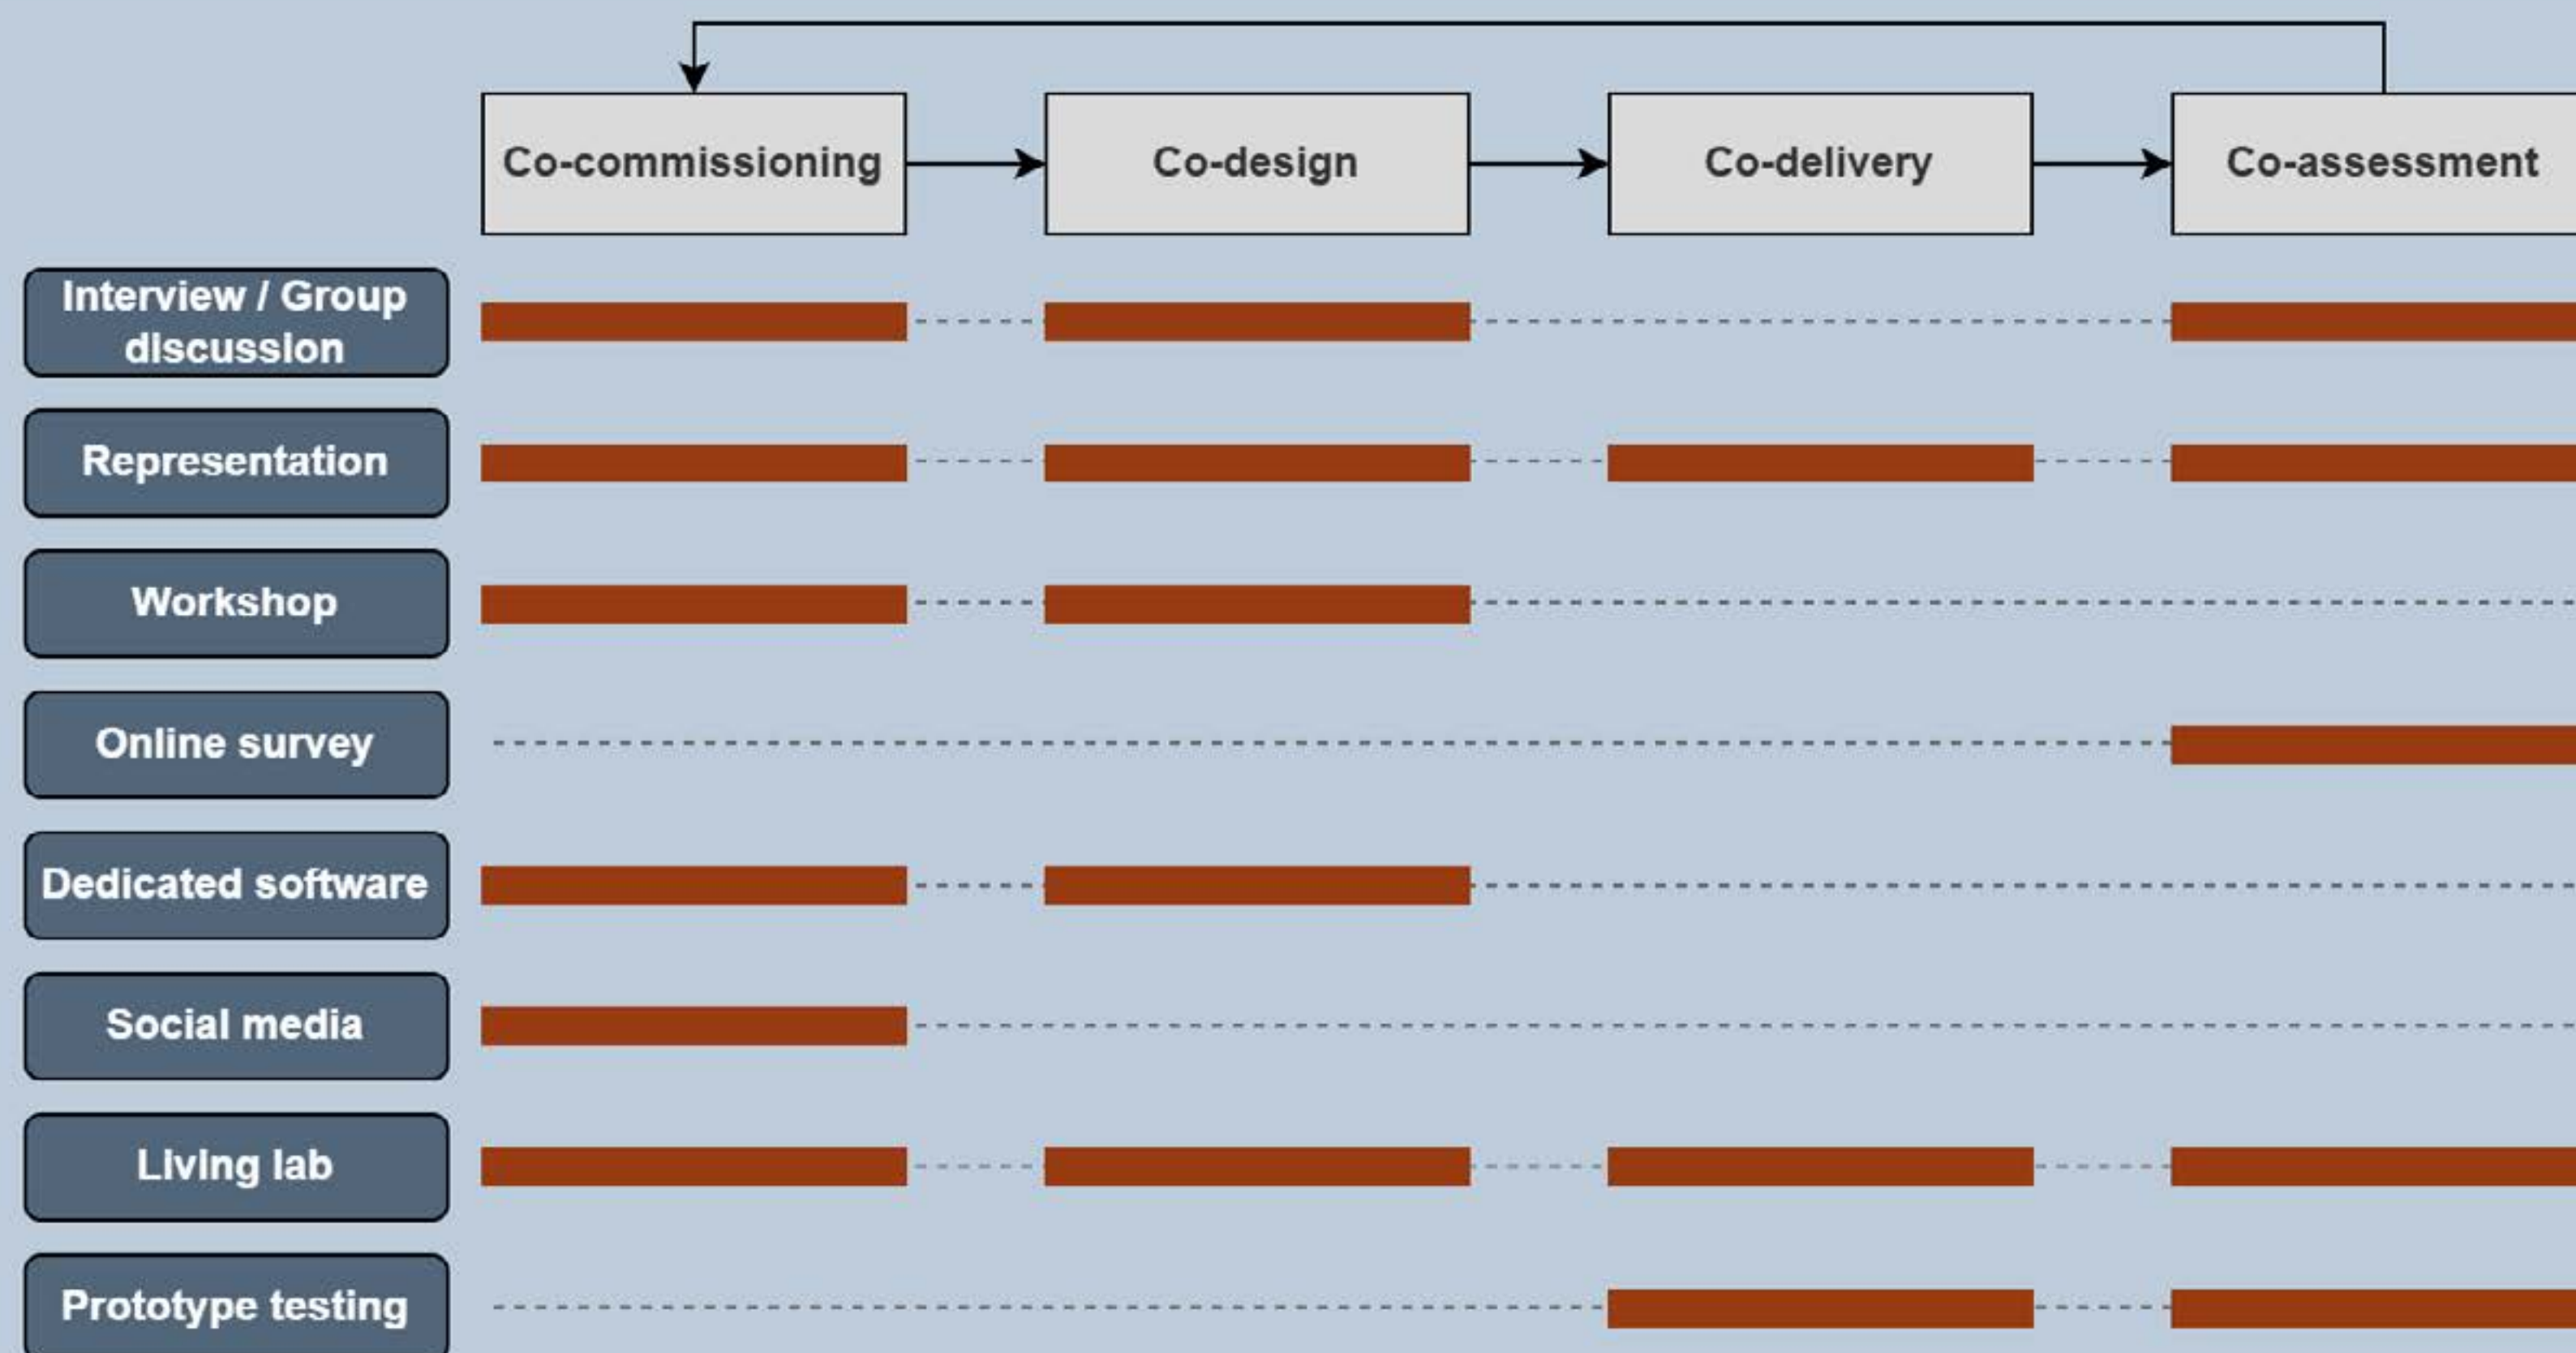 Co-commissioning
Co-design
Co-delivery
Co-assessment
Interview / Group
discussion
Representation
Workshop
Online survey
Dedicated software
Social media
Living lab
Prototype testing